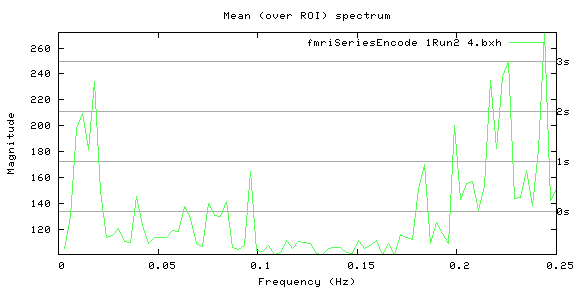 Mean (over ROI) spectrum
fmriSeriesEncode 1Run2 4.bxh
260
240
220
200
180
160
140
120
3s
2s
1s
0s
0
0.05
0.1
0.15
0.2
0.25
Magnitude
Frequency (Hz)